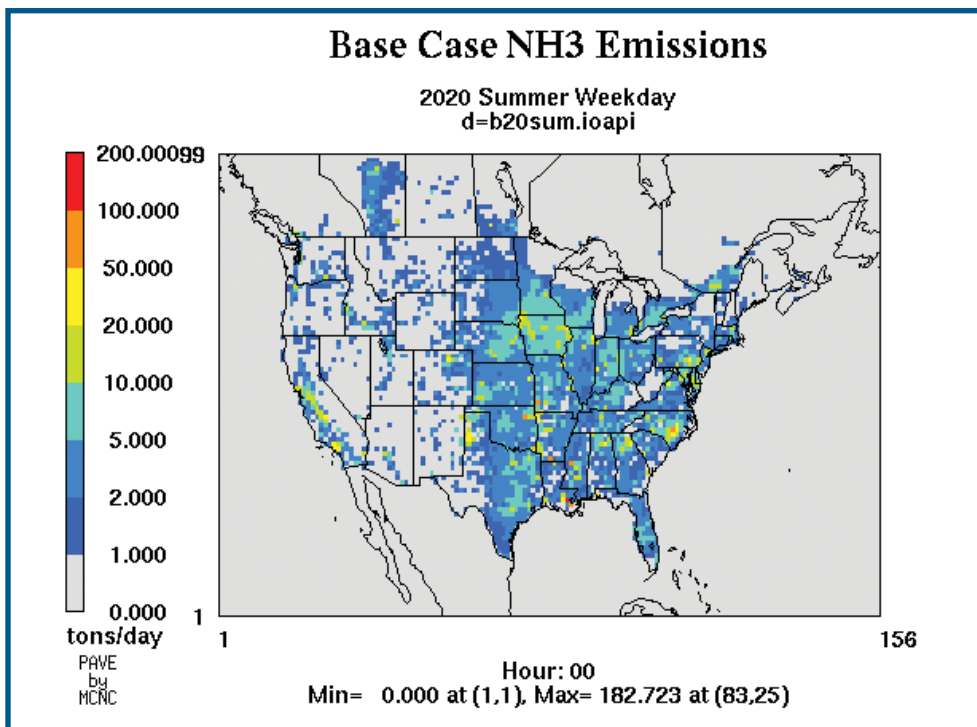 Base Case NH3 Emissions
2020 Summer Weekday
d=b20sum.ioapi
200.000
100.000
50.000
20.000
10.000
5.000
2.000
1.000
0.000
tons/day
PAVE
by
MCNC
99
1
1
156
Hour: 00
Min= 0.000 at (1,1), Max= 182.723 at (83,25)